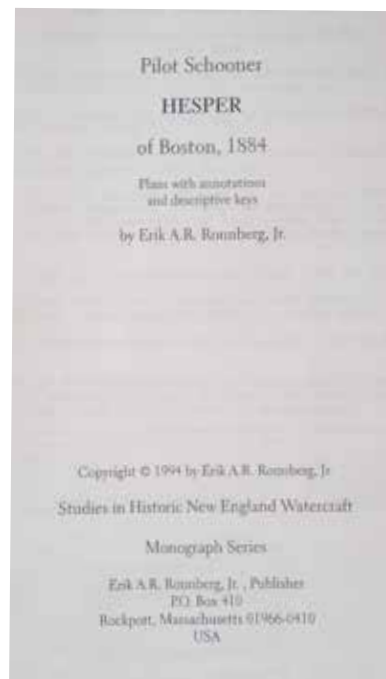 Pilot Schooner
HESPER
of Boston, 1884
Plans with annotations
and descriptive keys
by Erik A.R. Ronnberg, Jr.
Copyright © 1994 by Erik A.R. Ronnberg, Jr.
Studies in Historic New England Watercraft
Monograph Series
Erik A.R. Ronnberg, Jr. , Publisher
P.O. Box 410
Rockport, Massachusetts 01966-0410
USA